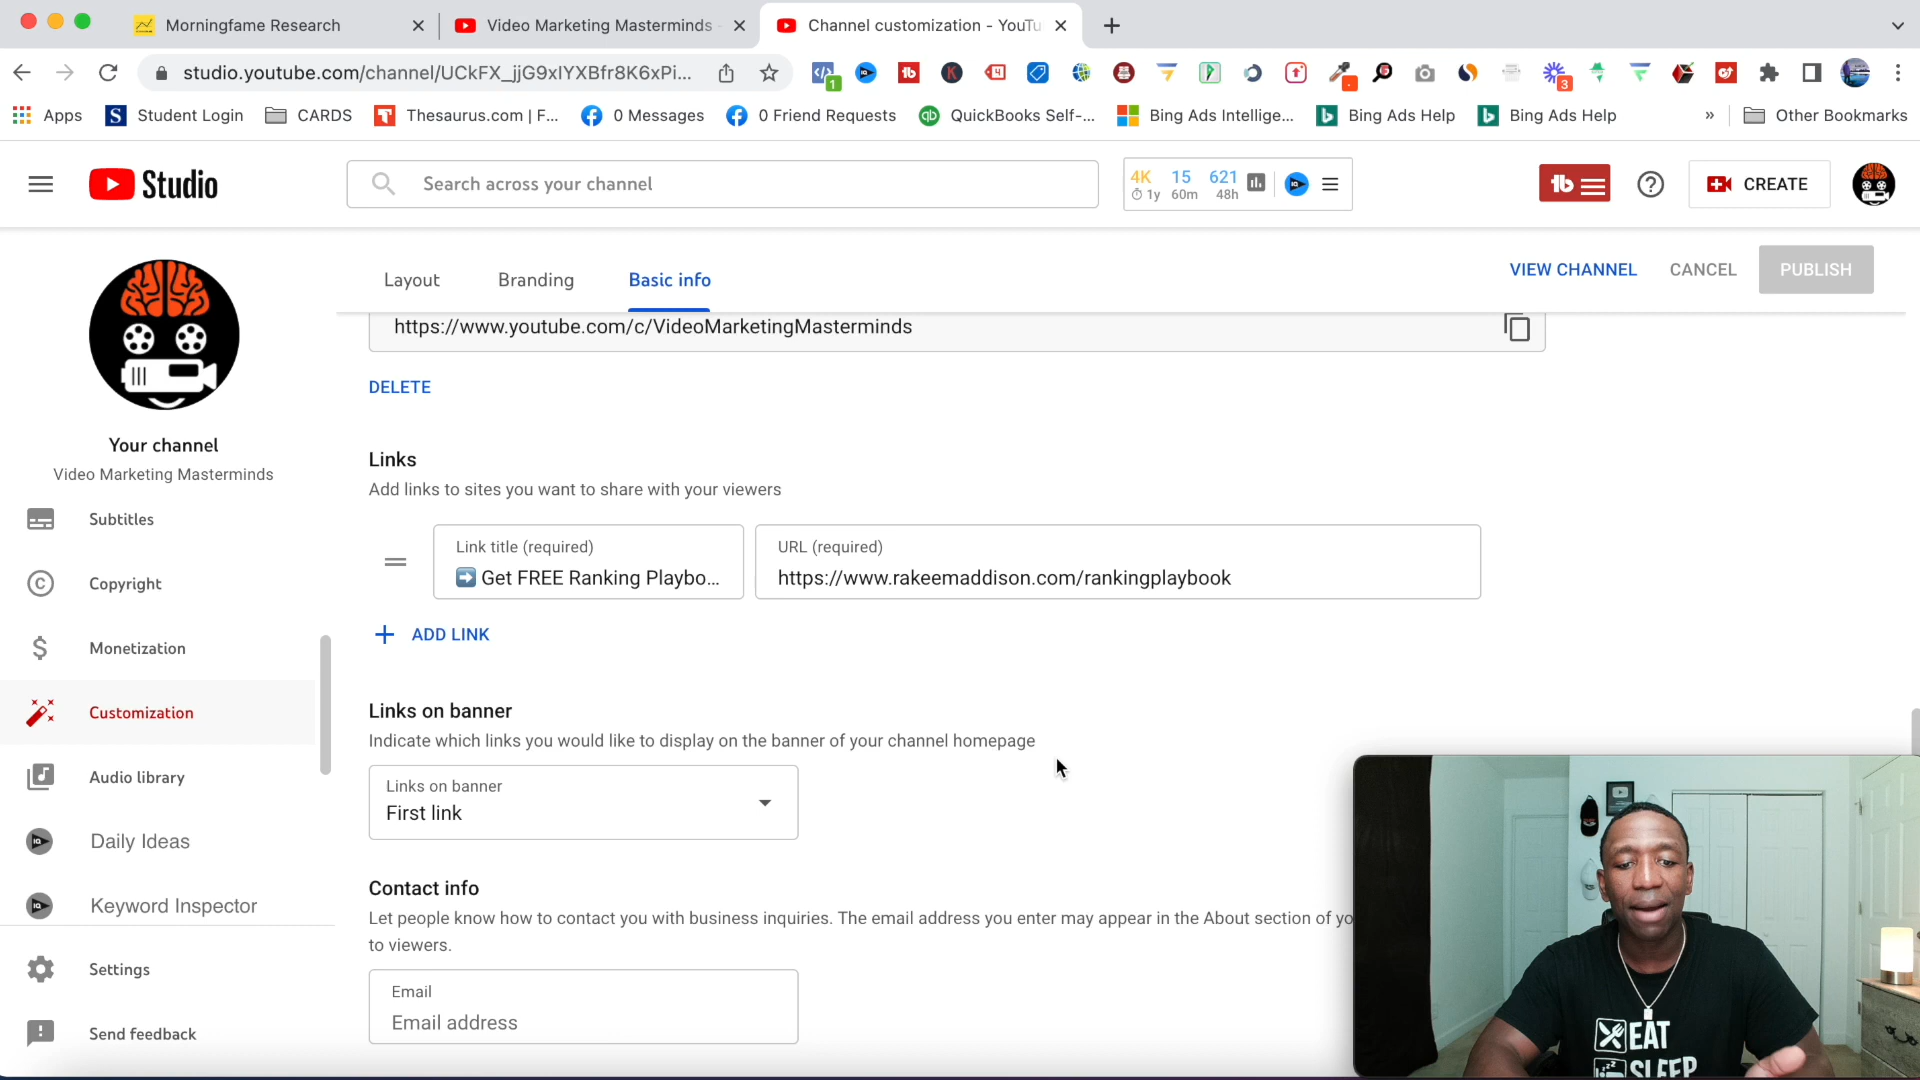 Morningfame Research
Video Marketing Masterminds -
Channel customization - YouTu
studio.youtube.com/channel/UCkFX_jjG9xIYXBfr8K6xPi...
1
3
Apps
Student Login
CARDS
Thesaurus.com | F...
0 Messages
0 Friend Requests
QuickBooks Self-...
Bing Ads Intellige...
Bing Ads Help
Bing Ads Help
»
Other Bookmarks
Studio
Search across your channel
4K 15 621
1y 60m 48h
CREATE
Layout
Branding
Basic info
VIEW CHANNEL
CANCEL
PUBLISH
https://www.youtube.com/c/VideoMarketingMasterminds
DELETE
Your channel
Video Marketing Masterminds
Subtitles
Copyright
Monetization
Customization
Audio library
Daily Ideas
Keyword Inspector
Settings
Send feedback
Links
Add links to sites you want to share with your viewers
Link title (required)
➡️ Get FREE Ranking Playbo...
URL (required)
https://www.rakeemaddison.com/rankingplaybook
+ ADD LINK
Links on banner
Indicate which links you would like to display on the banner of your channel homepage
Links on banner
First link
Contact info
Let people know how to contact you with business inquiries. The email address you enter may appear in the About section of yo
to viewers.
Email
Email address
EAT
SLEEP